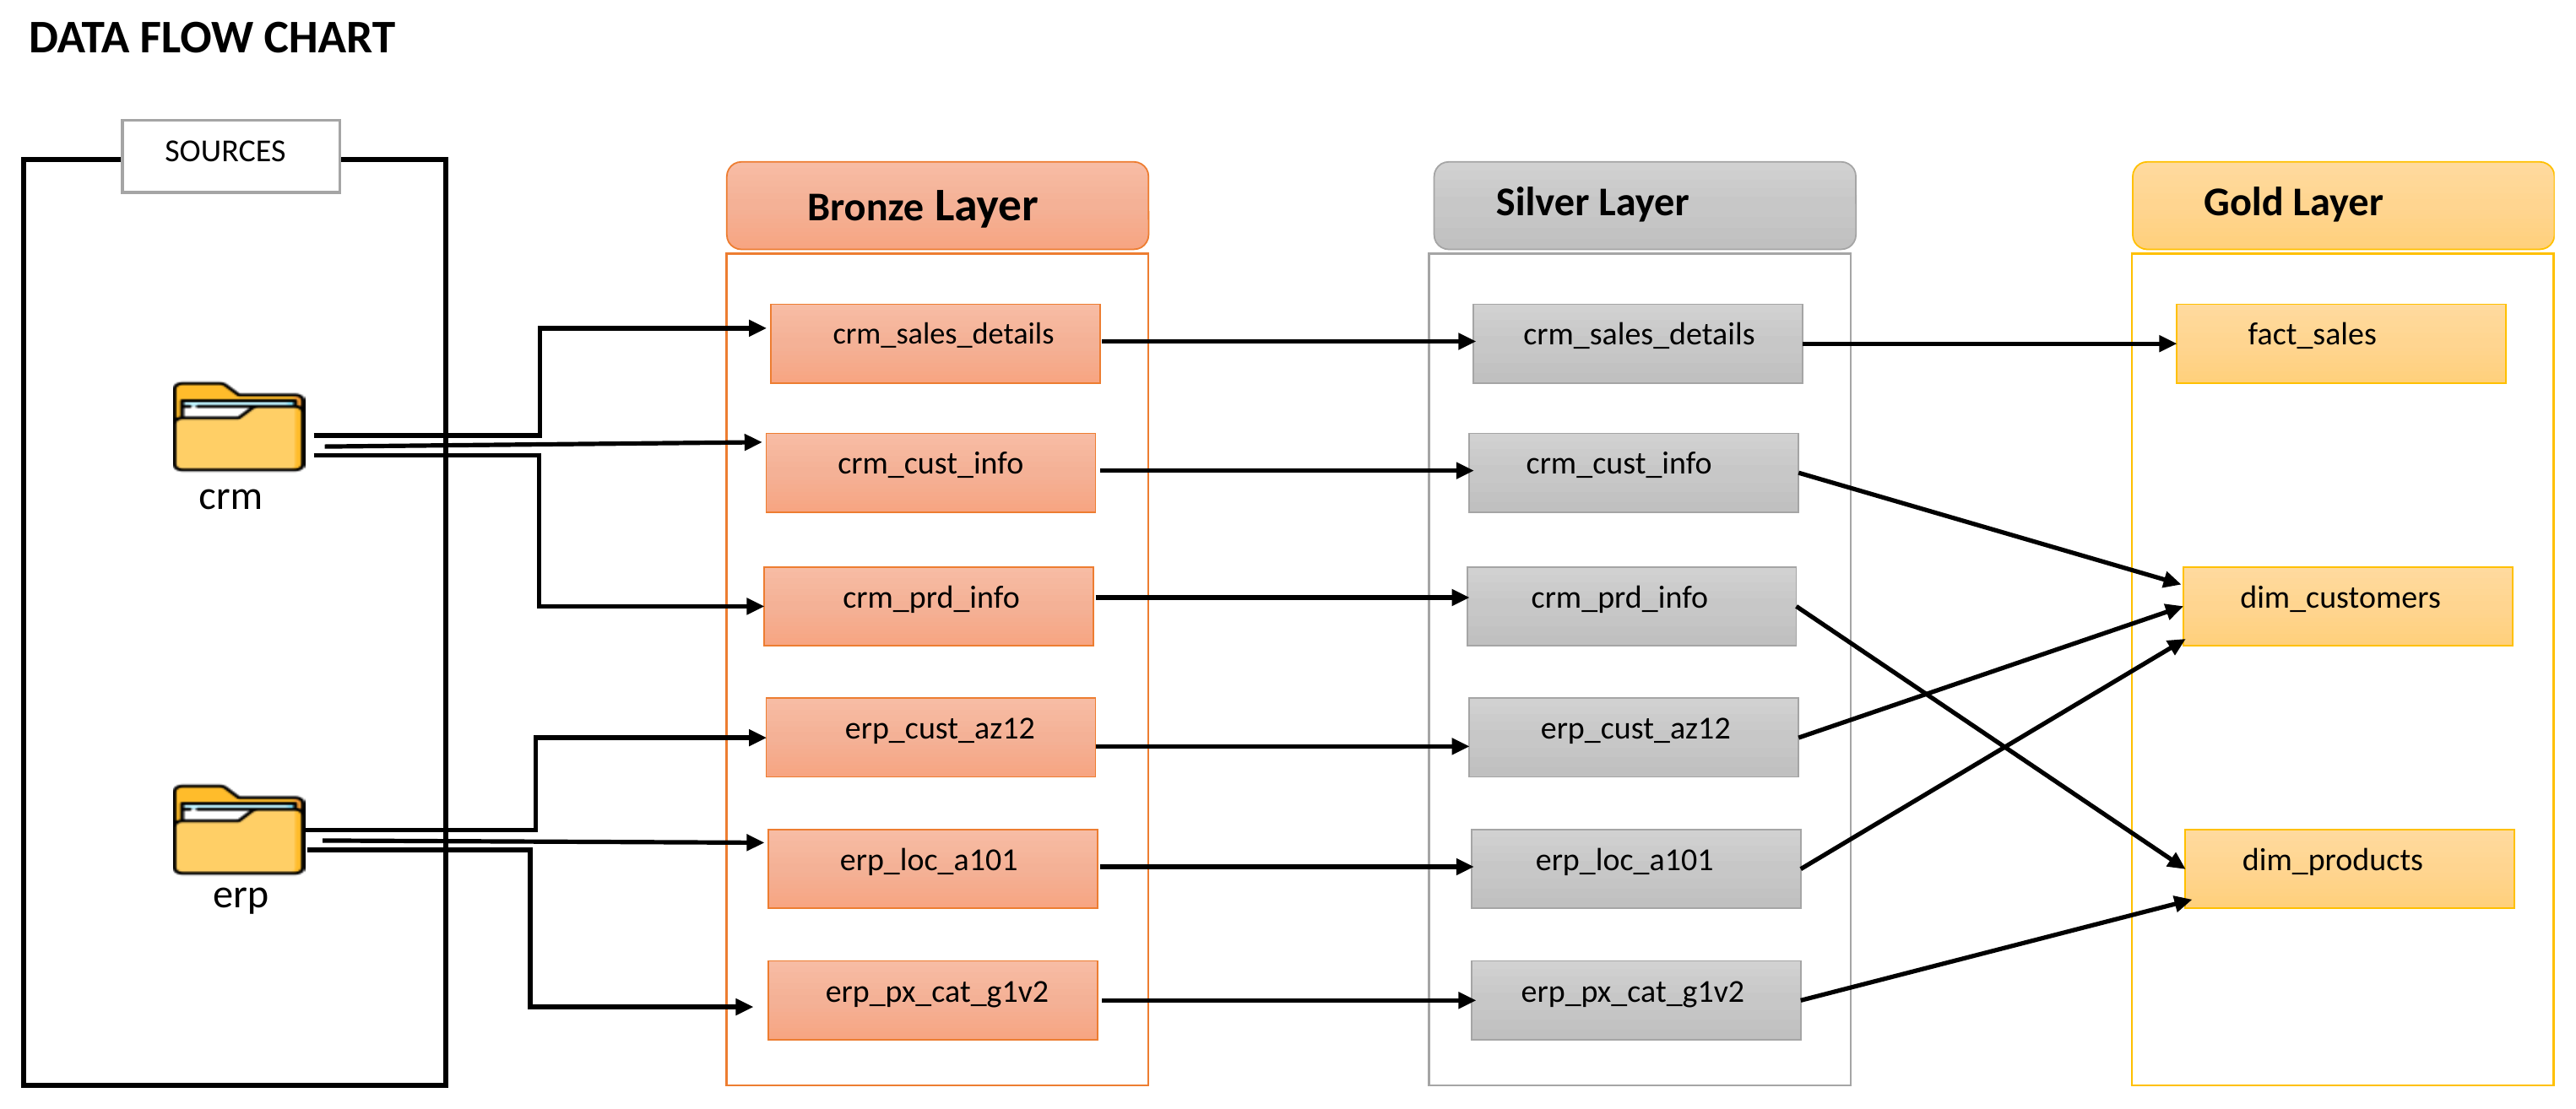 DATA FLOW CHART
SOURCES
crm
erp
Bronze Layer
crm_sales_details
crm_cust_info
crm_prd_info
erp_cust_az12
erp_loc_a101
erp_px_cat_g1v2
Silver Layer
crm_sales_details
crm_cust_info
crm_prd_info
erp_cust_az12
erp_loc_a101
erp_px_cat_g1v2
Gold Layer
fact_sales
dim_customers
dim_products